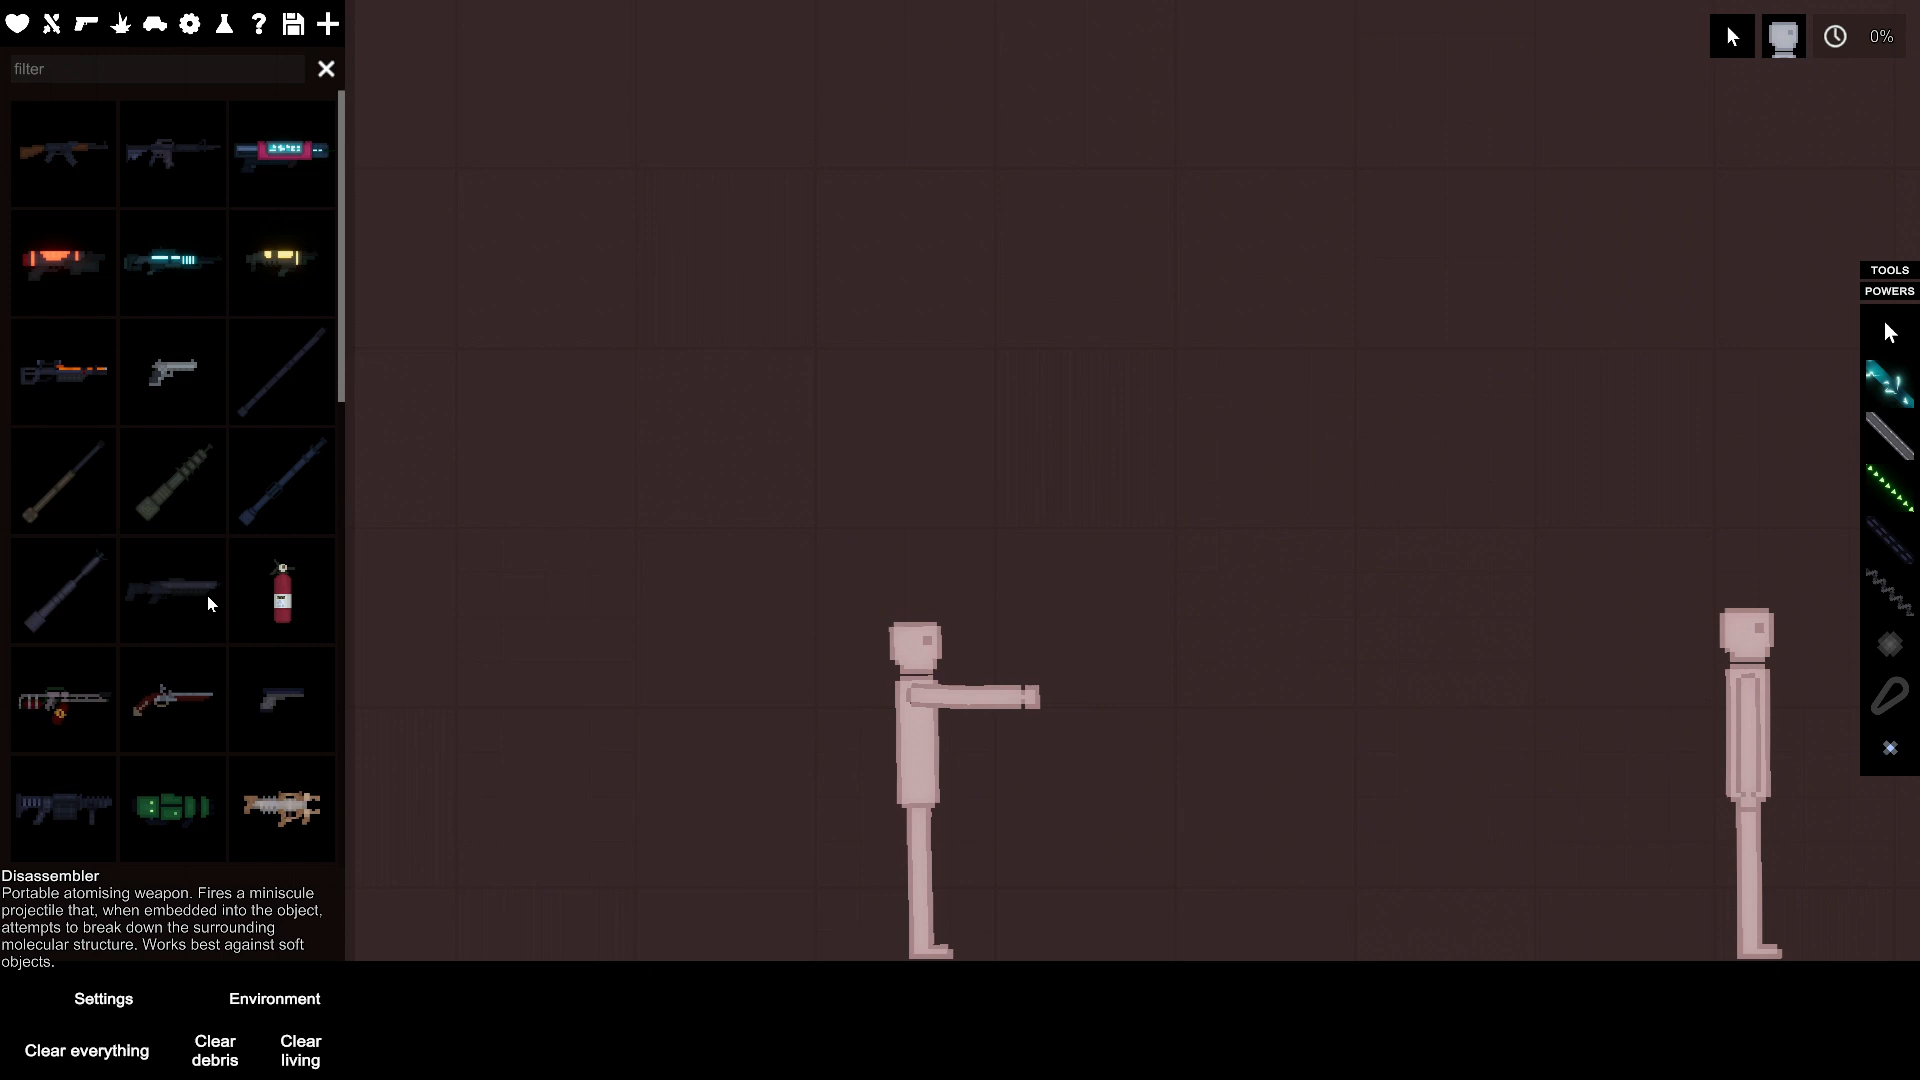 filter
0%
TOOLS
POWERS
Disassembler
Portable atomising weapon. Fires a miniscule
projectile that, when embedded into the object,
attempts to break down the surrounding
molecular structure. Works best against soft
objects.
Settings
Environment
Clear everything
Clear
debris
Clear
living